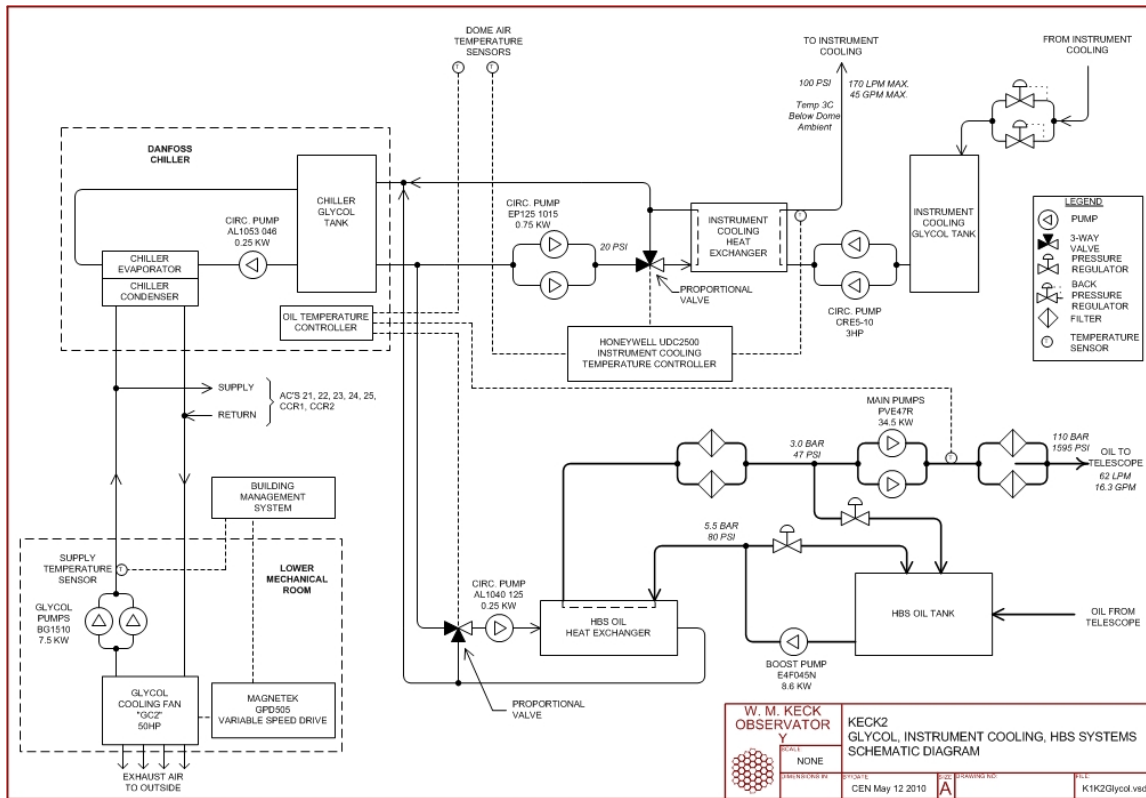 DOME AIR
TEMPERATURE
SENSORS
T
T
TO INSTRUMENT
COOLING
FROM INSTRUMENT
COOLING
100 PSI
170 LPM MAX.
45 GPM MAX.
Temp 3C
Below Dome
Ambient
DANFOSS
CHILLER
CHILLER
GLYCOL
TANK
CIRC. PUMP
AL1053 046
0.25 KW
CHILLER
EVAPORATOR
CHILLER
CONDENSER
OIL TEMPERATURE
CONTROLLER
CIRC. PUMP
EP125 1015
0.75 KW
20 PSI
PROPORTIONAL
VALVE
INSTRUMENT
COOLING
HEAT
EXCHANGER
T
CIRC. PUMP
CRE5-10
3HP
INSTRUMENT
COOLING
GLYCOL TANK
HONEYWELL UDC2500
INSTRUMENT COOLING
TEMPERATURE CONTROLLER
LEGEND
PUMP
3-WAY
VALVE
PRESSURE
REGULATOR
BACK
PRESSURE
REGULATOR
FILTER
T
TEMPERATURE
SENSOR
SUPPLY
RETURN
AC'S 21, 22, 23, 24, 25,
CCR1, CCR2
MAIN PUMPS
PVE47R
34.5 KW
3.0 BAR
47 PSI
T
110 BAR
1595 PSI
OIL TO
TELESCOPE
62 LPM
16.3 GPM
BUILDING
MANAGEMENT
SYSTEM
5.5 BAR
80 PSI
SUPPLY
TEMPERATURE
SENSOR
T
LOWER
MECHANICAL
ROOM
GLYCOL
PUMPS
BG1510
7.5 KW
CIRC. PUMP
AL1040 125
0.25 KW
HBS OIL
HEAT EXCHANGER
HBS OIL TANK
OIL FROM
TELESCOPE
BOOST PUMP
E4F045N
8.6 KW
GLYCOL
COOLING FAN
"GC2"
50HP
MAGNETEK
GPD505
VARIABLE SPEED DRIVE
PROPORTIONAL
VALVE
EXHAUST AIR
TO OUTSIDE
W. M. KECK
OBSERVATOR
Y
SCALE
NONE
DIMENSIONS IN
KECK2
GLYCOL, INSTRUMENT COOLING, HBS SYSTEMS
SCHEMATIC DIAGRAM
BY/DATE
CEN May 12 2010
SIZE
A
DRAWING NO.
FILE:
K1K2Glycol.vsd